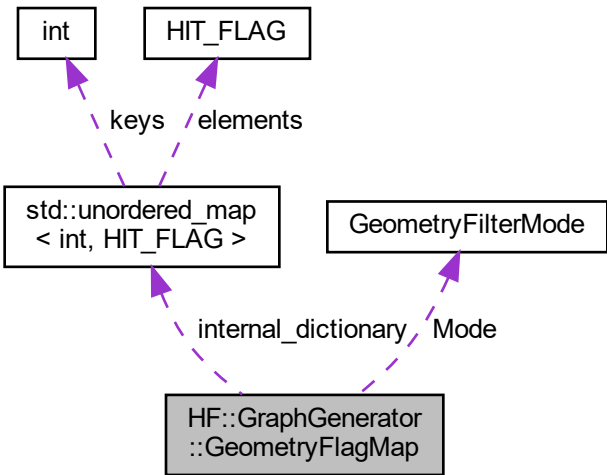 int
HIT_FLAG
keys
elements
std::unordered_map
< int, HIT_FLAG >
GeometryFilterMode
internal_dictionary
Mode
HF::GraphGenerator
::GeometryFlagMap